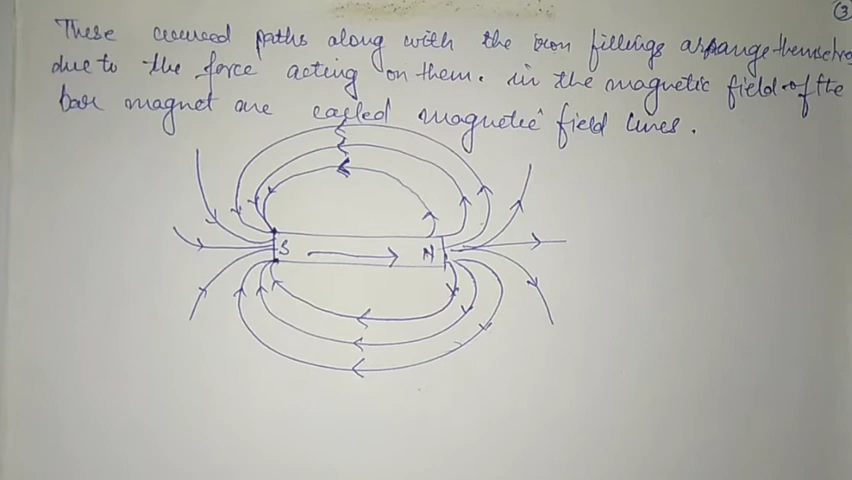 3
These curved paths along with the iron fillings arrange themselves
due to the force acting on them. in the magnetic field of the
bar magnet are called magnetic field lines.
S N